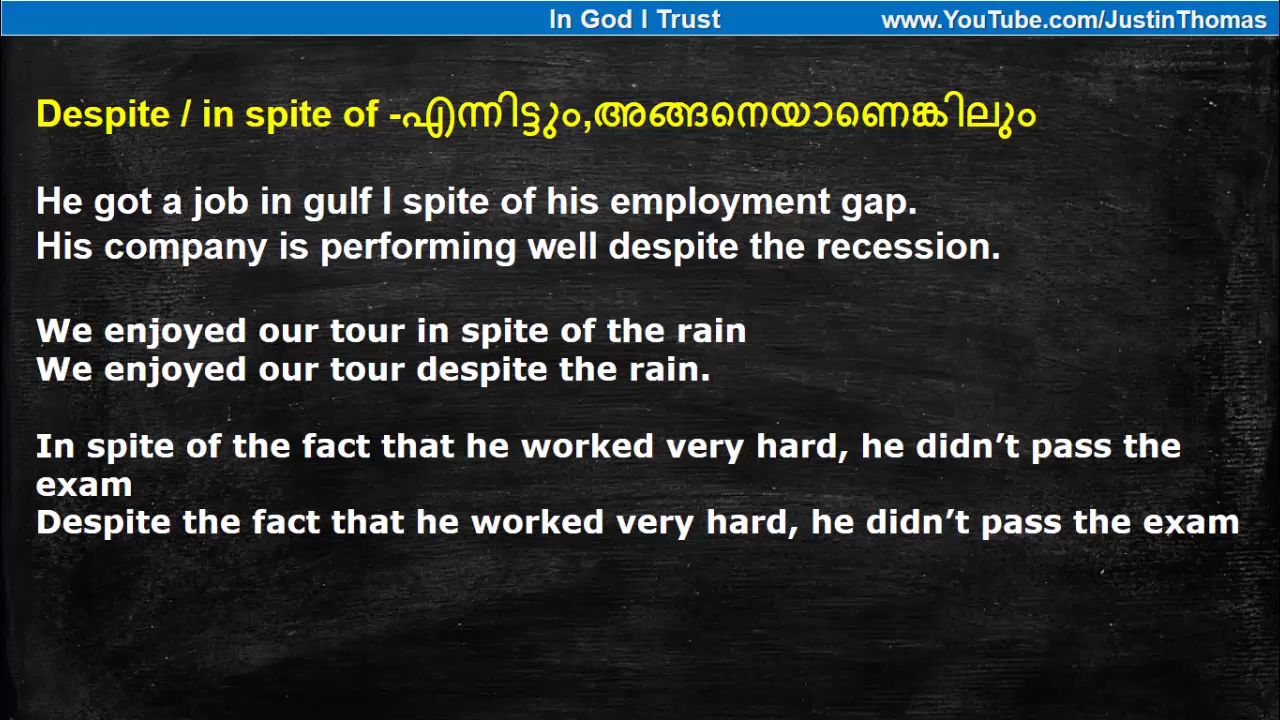 In God I Trust www.YouTube.com/JustinThomas
Despite / in spite of -എന്നിട്ടും,അങ്ങനെയാണെങ്കിലും
He got a job in gulf I spite of his employment gap.
His company is performing well despite the recession.
We enjoyed our tour in spite of the rain
We enjoyed our tour despite the rain.
In spite of the fact that he worked very hard, he didn’t pass the
exam
Despite the fact that he worked very hard, he didn’t pass the exam